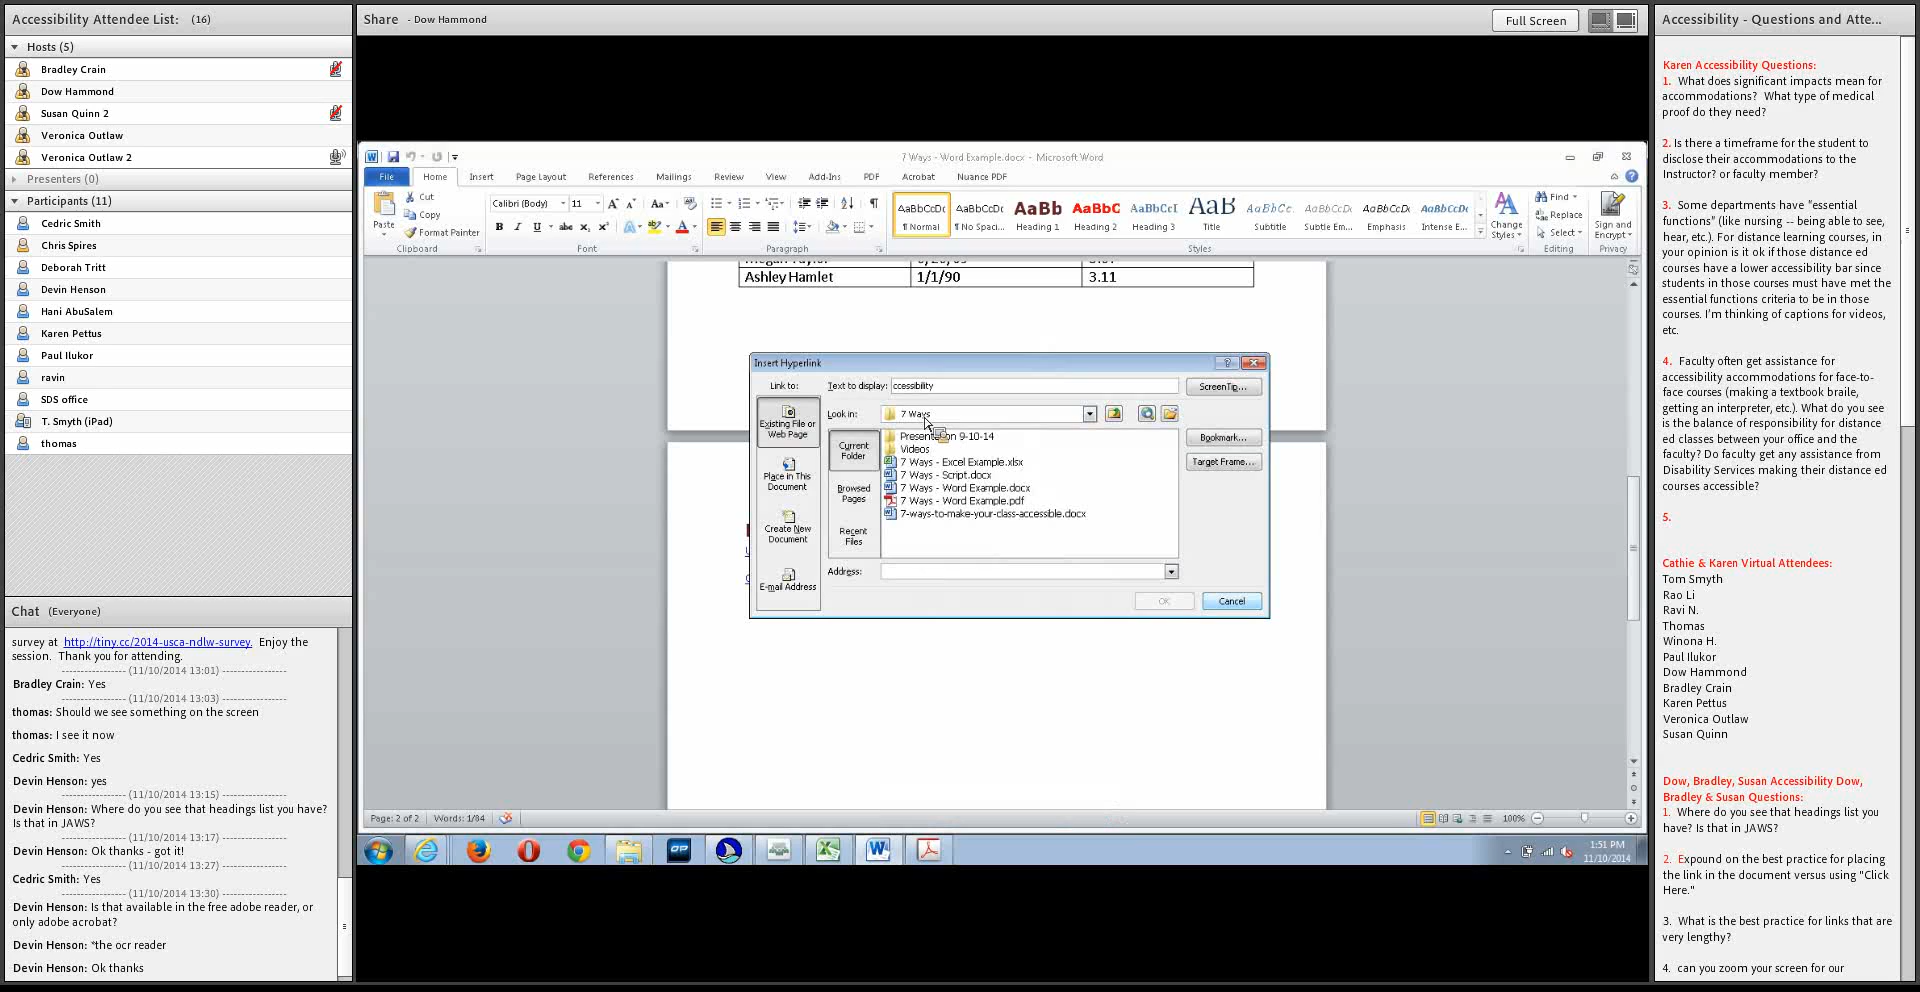 Accessibility Attendee List: (16)
Hosts (5)
Bradley Crain
Dow Hammond
Susan Quinn 2
Veronica Outlaw
Veronica Outlaw 2
Presenters (0)
Participants (11)
Cedric Smith
Chris Spires
Deborah Tritt
Devin Henson
Hani AbuSalem
Karen Pettus
Paul Ilukor
ravin
SDS office
T. Smyth (iPad)
thomas
Chat (Everyone)
survey at http://tiny.cc/2014-usca-ndlw-survey. Enjoy the
session. Thank you for attending.
------------------ (11/10/2014 13:01) ------------------
Bradley Crain: Yes
------------------ (11/10/2014 13:03) ------------------
thomas: Should we see something on the screen
thomas: I see it now
Cedric Smith: Yes
Devin Henson: yes
------------------ (11/10/2014 13:15) ------------------
Devin Henson: Where do you see that headings list you have?
Is that in JAWS?
------------------ (11/10/2014 13:17) ------------------
Devin Henson: Ok thanks - got it!
------------------ (11/10/2014 13:27) ------------------
Cedric Smith: Yes
------------------ (11/10/2014 13:30) ------------------
Devin Henson: Is that available in the free adobe reader, or
only adobe acrobat?
Devin Henson: *the ocr reader
Devin Henson: Ok thanks
Share - Dow Hammond
Full Screen
7 Ways - Word Example.docx - Microsoft Word
File Home Insert Page Layout References Mailings Review View Add-Ins PDF Acrobat Nuance PDF
Paste
Cut
Copy
Format Painter
Clipboard
Calibri (Body) 11
Font
Paragraph
AaBbCcDc AaBbCcDc AaBb AaBbC AaBbCcI AaB AaBbCc. AaBbCcDc AaBbCcDc AaBbCcDc
¶ Normal ¶ No Spaci... Heading 1 Heading 2 Heading 3 Title Subtitle Subtle Em... Emphasis Intense E...
Styles
Change
Styles
Find
Replace
Select
Editing
Sign and
Encrypt
Privacy
Ashley Hamlet 1/1/90 3.11
Insert Hyperlink
Link to:
Text to display: ccessibility
ScreenTip...
Existing File or
Web Page
Place in This
Document
Create New
Document
E-mail Address
Look in: 7 Ways
Current
Folder
Browsed
Pages
Recent
Files
9-10-14
Videos
7 Ways - Excel Example.xlsx
7 Ways - Script.docx
7 Ways - Word Example.docx
7 Ways - Word Example.pdf
7-ways-to-make-your-class-accessible.docx
Bookmark...
Target Frame...
Address:
OK Cancel
Page: 2 of 2 Words: 1/84
100%
OP
1:51 PM
11/10/2014
Accessibility - Questions and Atte...
Karen Accessibility Questions:
1. What does significant impacts mean for
accommodations? What type of medical
proof do they need?
2. Is there a timeframe for the student to
disclose their accommodations to the
Instructor? or faculty member?
3. Some departments have "essential
functions" (like nursing -- being able to see,
hear, etc.). For distance learning courses, in
your opinion is it ok if those distance ed
courses have a lower accessibility bar since
students in those courses must have met the
essential functions criteria to be in those
courses. I'm thinking of captions for videos,
etc.
4. Faculty often get assistance for
accessibility accommodations for face-to-
face courses (making a textbook braile,
getting an interpreter, etc.). What do you see
is the balance of responsibility for distance
ed classes between your office and the
faculty? Do faculty get any assistance from
Disability Services making their distance ed
courses accessible?
5.
Cathie & Karen Virtual Attendees:
Tom Smyth
Rao Li
Ravi N.
Thomas
Winona H.
Paul Ilukor
Dow Hammond
Bradley Crain
Karen Pettus
Veronica Outlaw
Susan Quinn
Dow, Bradley, Susan Accessibility Dow,
Bradley & Susan Questions:
1. Where do you see that headings list you
have? Is that in JAWS?
2. Expound on the best practice for placing
the link in the document versus using "Click
Here."
3. What is the best practice for links that are
very lengthy?
4. can you zoom your screen for our